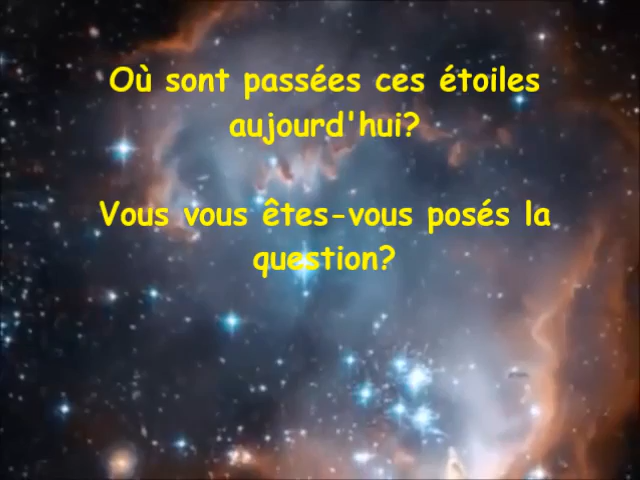 Où sont passées ces étoiles
aujourd'hui?
Vous vous êtes-vous posés la
question?